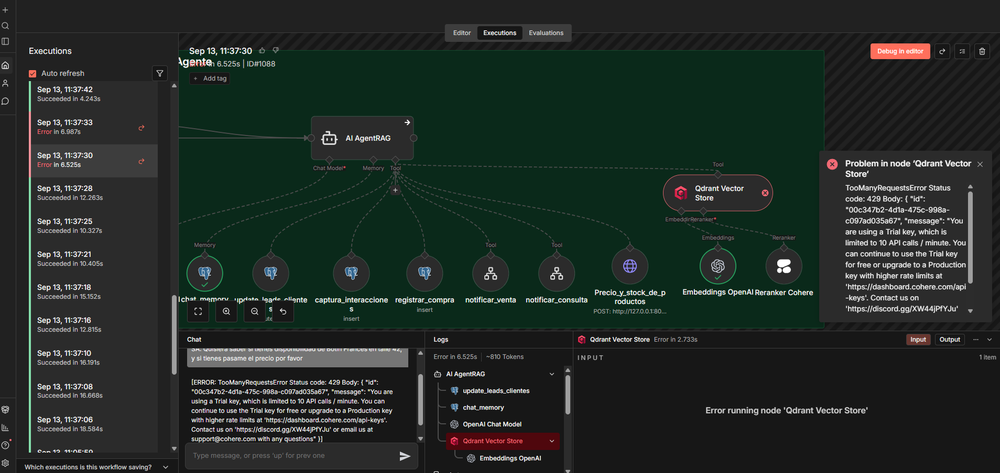 Editor
Executions
Evaluations
Executions
Auto refresh
Sep 13, 11:37:42
Succeeded in 4.243s
Sep 13, 11:37:33
Error in 6.987s
Sep 13, 11:37:30
Error in 6.525s
Sep 13, 11:37:28
Succeeded in 12.263s
Sep 13, 11:37:25
Succeeded in 10.327s
Sep 13, 11:37:21
Succeeded in 10.405s
Sep 13, 11:37:18
Succeeded in 15.152s
Sep 13, 11:37:16
Succeeded in 12.815s
Sep 13, 11:37:10
Succeeded in 16.191s
Sep 13, 11:37:08
Succeeded in 16.668s
Sep 13, 11:37:06
Succeeded in 18.584s
Sep 13, 11:05:59
Which executions is this workflow saving?
Sep 13, 11:37:30
Agente
Error in 6.525s | ID#1088
+ Add tag
Debug in editor
AI AgentRAG
Chat Model*
Memory
Tool
+
Tool
Qdrant Vector
Store
Reranker*
Embeddings
Reranker
Memory
Tool
Tool
chat_memory
update_leads_cliente
s
captura_interaccione
s
insert
registrar_compra
insert
notificar_venta
notificar_consulta
Precio_y_stock_de_p
roductos
POST: http://127.0.0.1:80...
Embeddings OpenAI
Reranker Cohere
Problem in node ‘Qdrant Vector
Store‘
TooManyRequestsError Status
code: 429 Body: { "id":
"00c347b2-4d1a-475c-998a-
c097ad035a67", "message": "You
are using a Trial key, which is
limited to 10 API calls / minute. You
can continue to use the Trial key
for free or upgrade to a Production
key with higher rate limits at
'https://dashboard.cohere.com/api
-keys'. Contact us on
'https://discord.gg/XW44jPfYJu'
Chat
SA. Quisiera saber si tienes disponibilidad de Botin Frances en talle 42,
y si tienes pasame el precio por favor
[ERROR: TooManyRequestsError Status code: 429 Body: { "id":
"00c347b2-4d1a-475c-998a-c097ad035a67", "message": "You are
using a Trial key, which is limited to 10 API calls / minute. You can
continue to use the Trial key for free or upgrade to a Production key
with higher rate limits at 'https://dashboard.cohere.com/api-keys'.
Contact us on 'https://discord.gg/XW44jPfYJu' or email us at
support@cohere.com with any questions" }]
Type message, or press 'up' for prev one
Logs
Error in 6.525s
~810 Tokens
AI AgentRAG
update_leads_clientes
chat_memory
OpenAI Chat Model
Qdrant Vector Store
Embeddings OpenAI
Qdrant Vector Store Error in 2.733s
Input
Output
INPUT
1 item
Error running node 'Qdrant Vector Store'